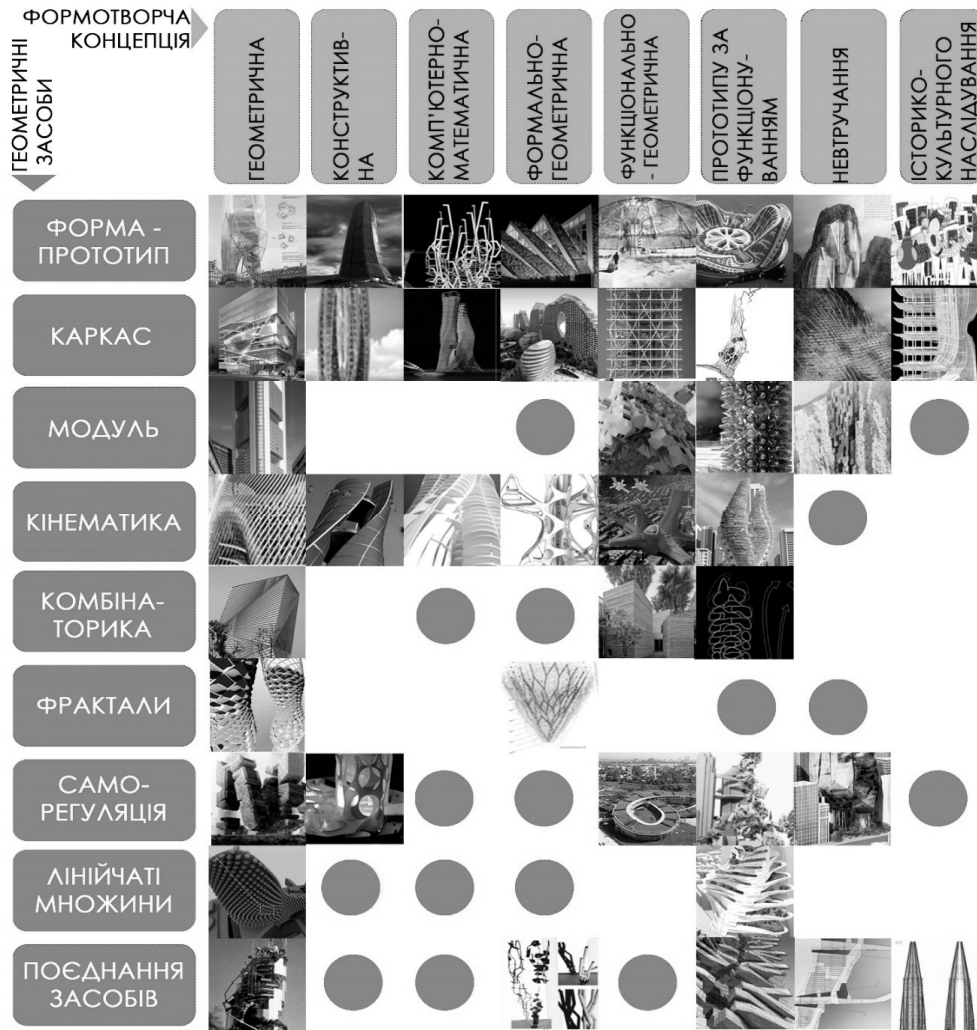 ФОРМОТВОРЧА
КОНЦЕПЦІЯ
ГЕОМЕТРИЧНІ
ЗАСОБИ
ГЕОМЕТРИЧНА
КОНСТРУКТИВ-
НА
КОМП'ЮТЕРНО-
МАТЕМАТИЧНА
ФОРМАЛЬНО-
ГЕОМЕТРИЧНА
ФУНКЦІОНАЛЬНО
- ГЕОМЕТРИЧНА
ПРОТОТИПУ ЗА
ФУНКЦІОНУ-
ВАННЯМ
НЕВТРУЧАННЯ
ІСТОРИКО-
КУЛЬТУРНОГО
НАСЛІДУВАННЯ
ФОРМА -
ПРОТОТИП
КАРКАС
МОДУЛЬ
КІНЕМАТИКА
КОМБІНА-
ТОРИКА
ФРАКТАЛИ
САМО-
РЕГУЛЯЦІЯ
ЛІНІЙЧАТІ
МНОЖИНИ
ПОЄДНАННЯ
ЗАСОБІВ